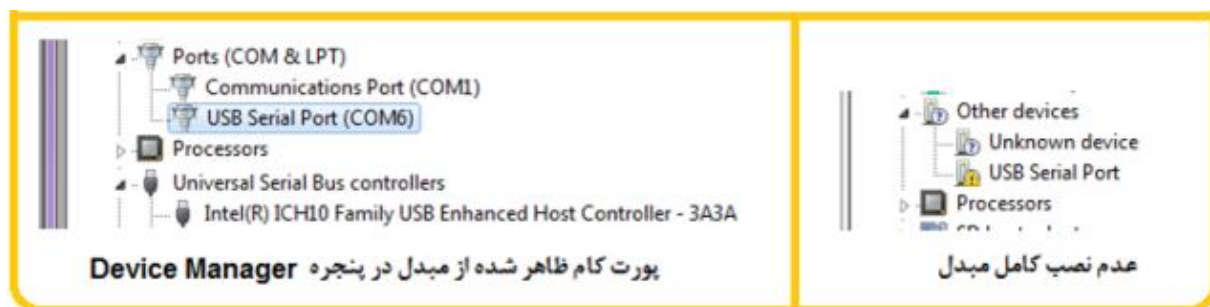 Ports (COM & LPT)
Communications Port (COM1)
USB Serial Port (COM6)
Processors
Universal Serial Bus controllers
Intel(R) ICH10 Family USB Enhanced Host Controller - 3A3A
پورت کام ظاهر شده از مبدل در پنجره Device Manager
Other devices
Unknown device
USB Serial Port
Processors
عدم نصب کامل مبدل